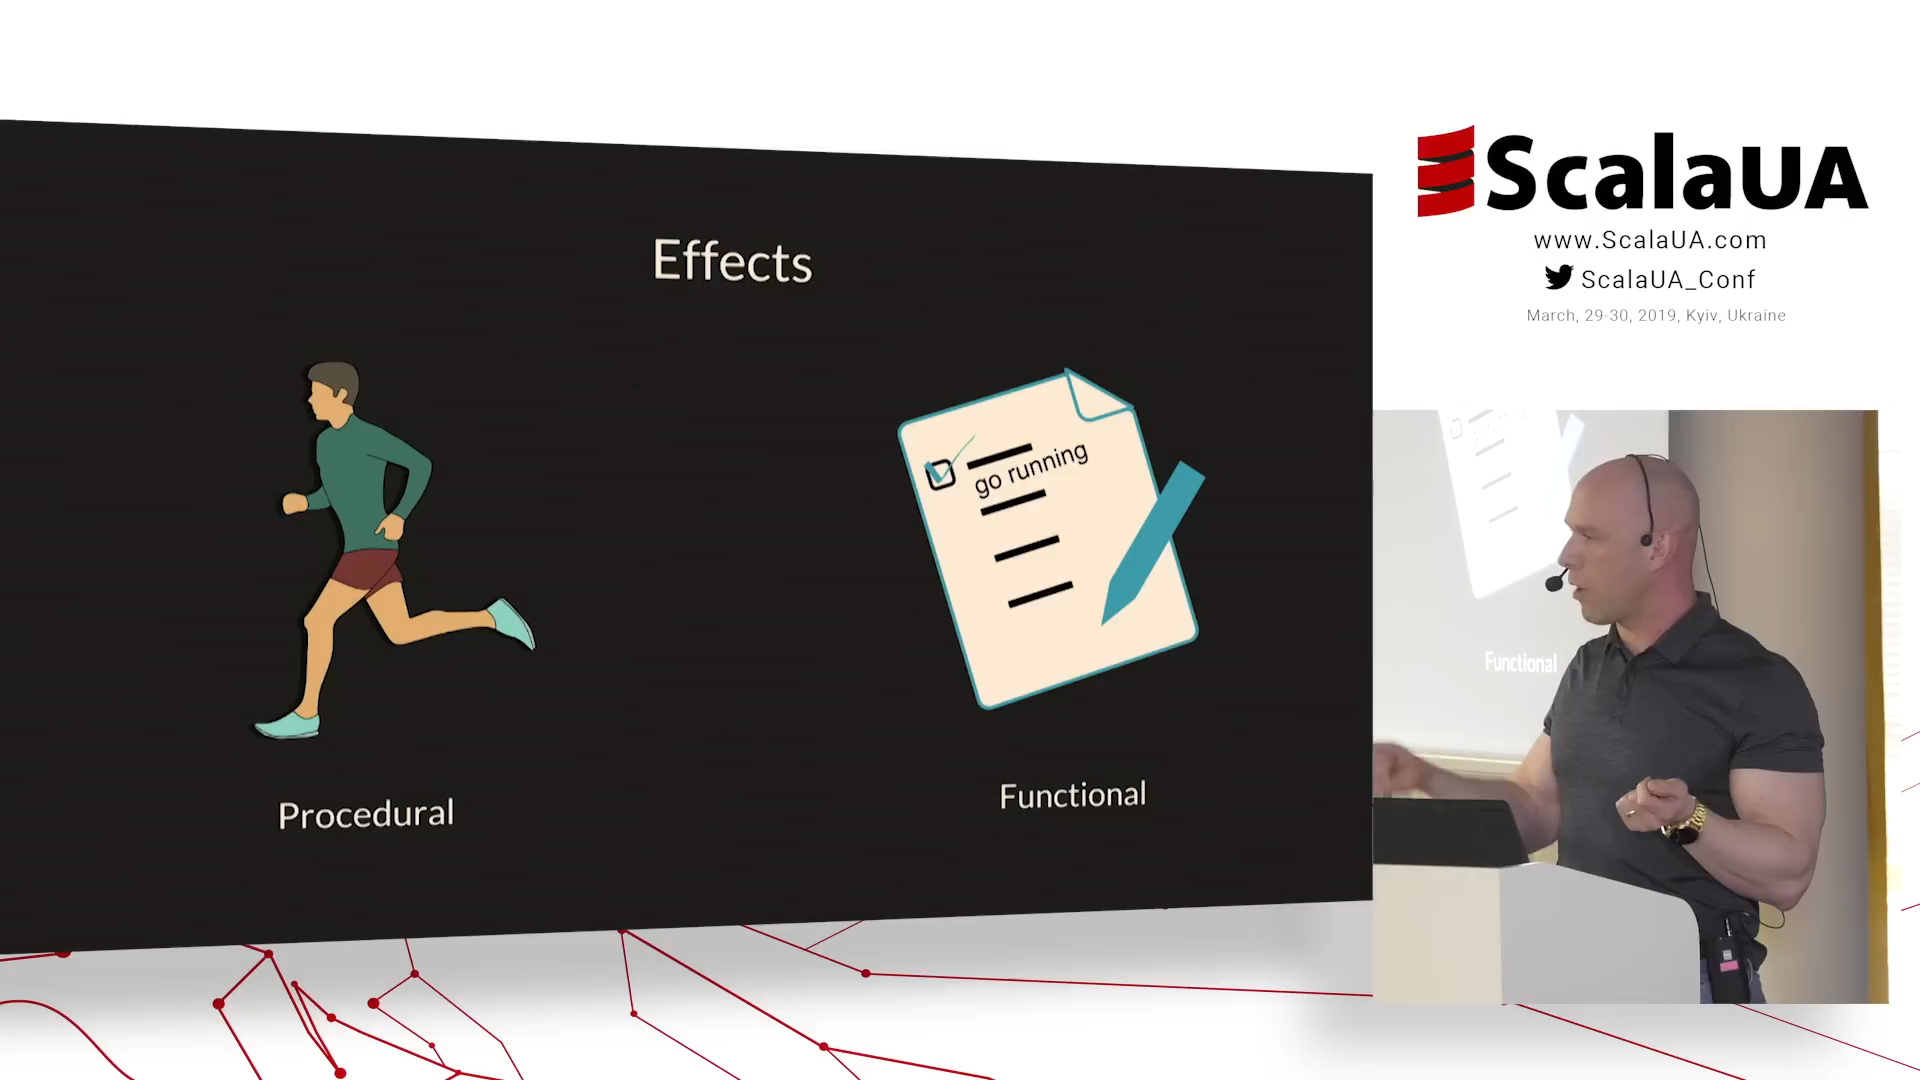 Effects
go running
Procedural
Functional
ScalaUA
www.ScalaUA.com
ScalaUA_Conf
March, 29-30, 2019, Kyiv, Ukraine
Functional